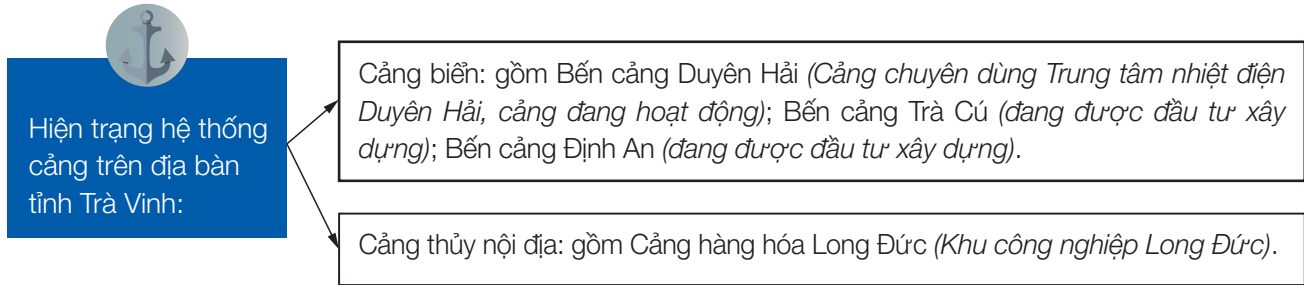 Hiện trạng hệ thống
cảng trên địa bàn
tỉnh Trà Vinh:
Cảng biển: gồm Bến cảng Duyên Hải (Cảng chuyên dùng Trung tâm nhiệt điện
Duyên Hải, cảng đang hoạt động); Bến cảng Trà Cú (đang được đầu tư xây
dựng); Bến cảng Định An (đang được đầu tư xây dựng).
Cảng thủy nội địa: gồm Cảng hàng hóa Long Đức (Khu công nghiệp Long Đức).